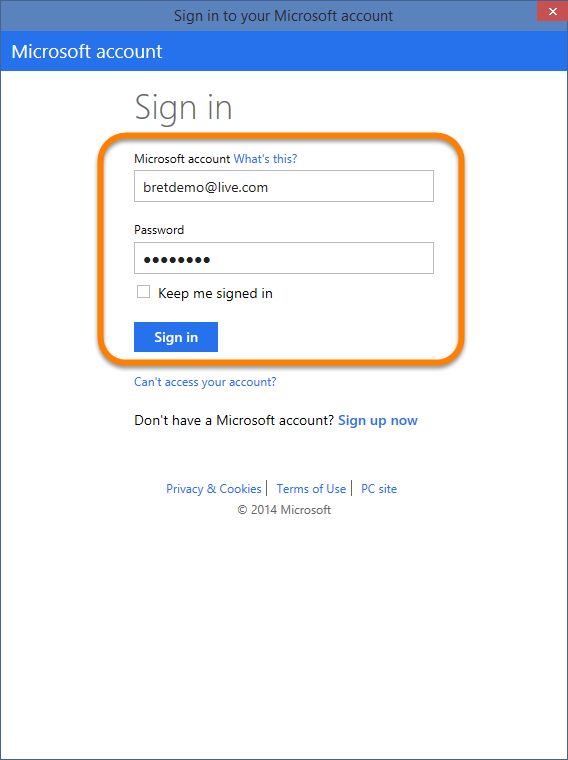 Sign in to your Microsoft account
Microsoft account
Sign in
Microsoft account What's this?
bretdemo@live.com
Password
●●●●●●●●
Keep me signed in
Sign in
Can't access your account?
Don't have a Microsoft account? Sign up now
Privacy & Cookies | Terms of Use | PC site
© 2014 Microsoft